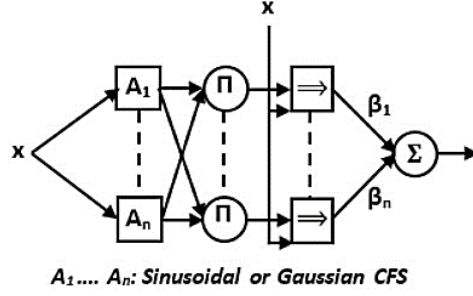 x
A₁ Π ⇒
β₁
x Σ
βₙ
Aₙ Π ⇒
A₁.... Aₙ: Sinusoidal or Gaussian CFS